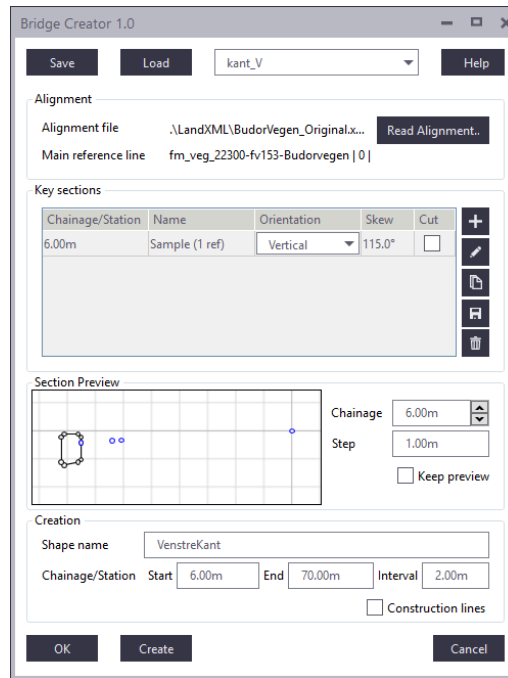 Bridge Creator 1.0
Save Load kant_V Help
Alignment
Alignment file .\LandXML\BudorVegen_Original.x... Read Alignment..
Main reference line fm_veg_22300-fv153-Budorvegen | 0 |
Key sections
Chainage/Station Name Orientation Skew Cut
6.00m Sample (1 ref) Vertical 115.0°
Section Preview
Chainage 6.00m
Step 1.00m
Keep preview
Creation
Shape name VenstreKant
Chainage/Station Start 6.00m End 70.00m Interval 2.00m
Construction lines
OK Create Cancel